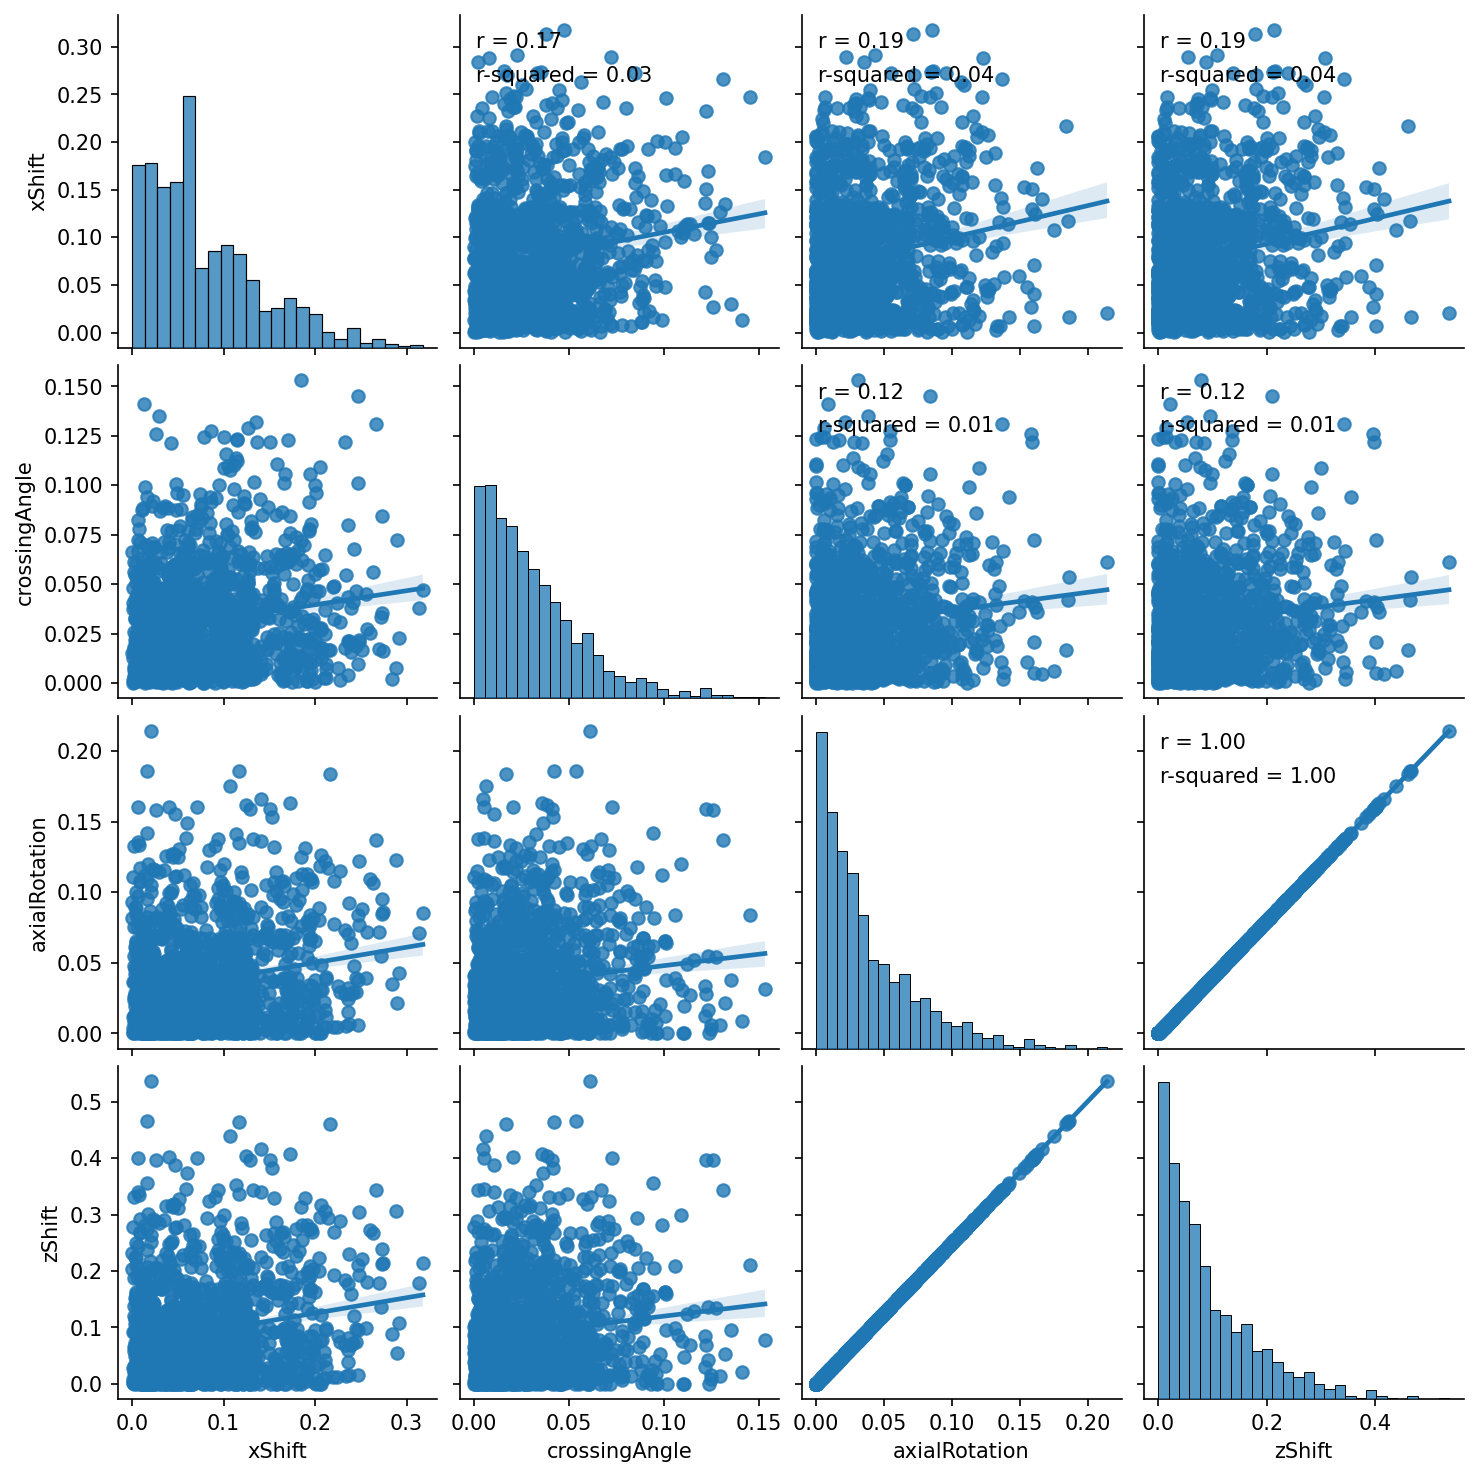 r = 0.17
r-squared = 0.03
r = 0.19
r-squared = 0.04
r = 0.19
r-squared = 0.04
0.30
0.25
0.20
0.15
0.10
0.05
0.00
xShift
r = 0.12
r-squared = 0.01
r = 0.12
r-squared = 0.01
0.150
0.125
0.100
0.075
0.050
0.025
0.000
crossingAngle
r = 1.00
r-squared = 1.00
0.20
0.15
0.10
0.05
0.00
axialRotation
0.5
0.4
0.3
0.2
0.1
0.0
zShift
0.0 0.1 0.2 0.3
xShift
0.00 0.05 0.10 0.15
crossingAngle
0.00 0.05 0.10 0.15 0.20
axialRotation
0.0 0.2 0.4
zShift